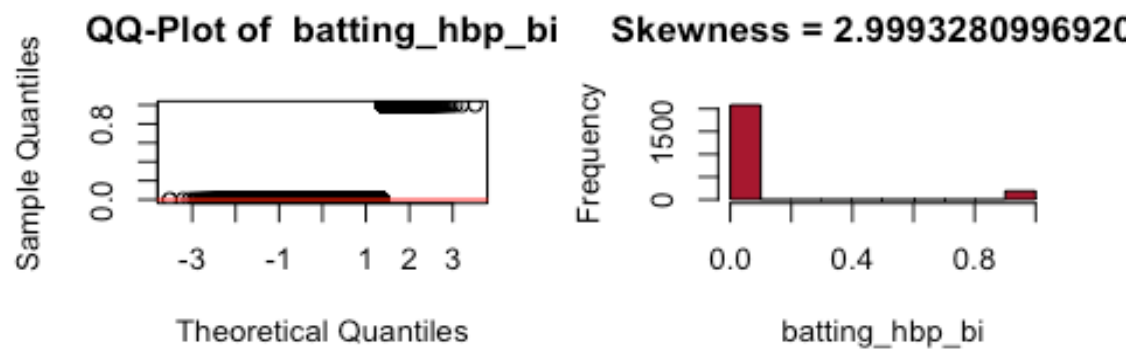 QQ-Plot of batting_hbp_bi
Sample Quantiles
0.0 0.8
-3 -1 1 2 3
Theoretical Quantiles
Skewness = 2.9993280996920
Frequency
0 1500
0.0 0.4 0.8
batting_hbp_bi